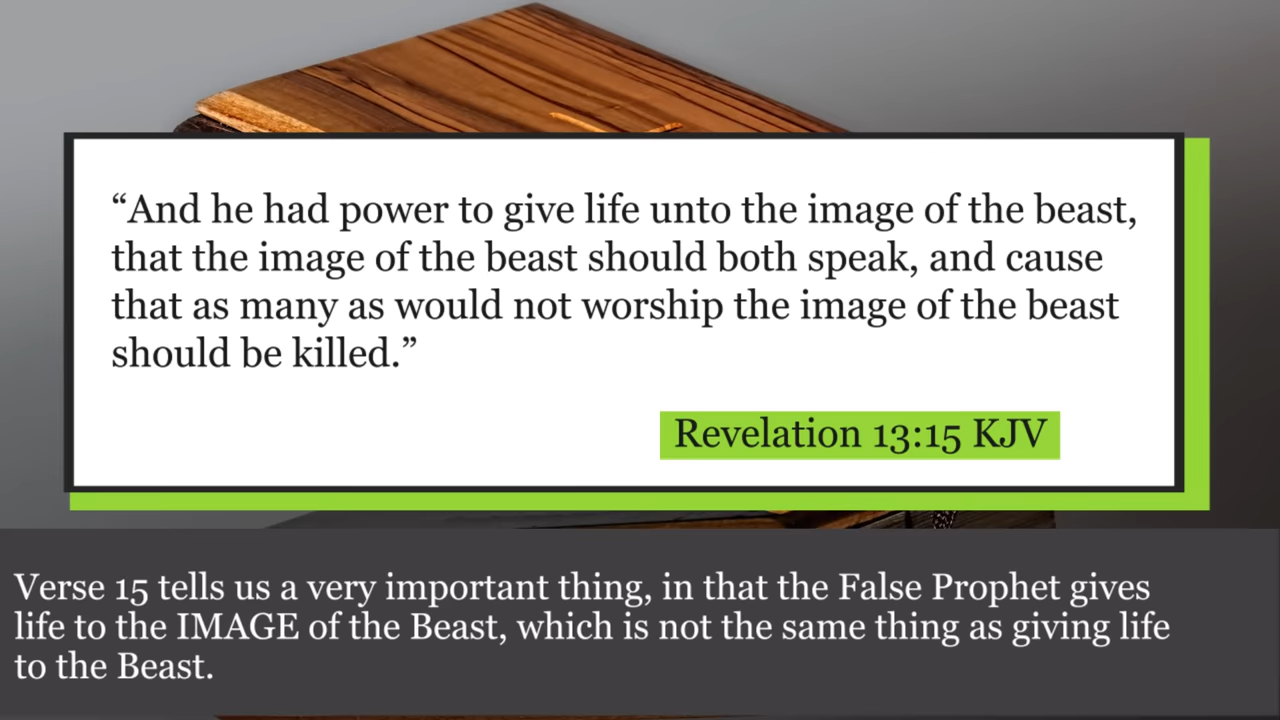 “And he had power to give life unto the image of the beast,
that the image of the beast should both speak, and cause
that as many as would not worship the image of the beast
should be killed.”
Revelation 13:15 KJV
Verse 15 tells us a very important thing, in that the False Prophet gives
life to the IMAGE of the Beast, which is not the same thing as giving life
to the Beast.